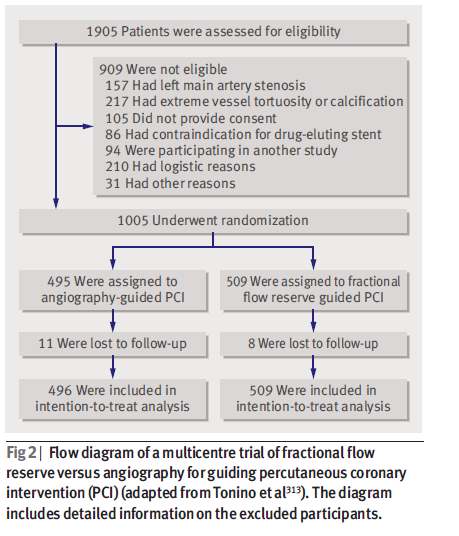 1905 Patients were assessed for eligibility
909 Were not eligible
157 Had left main artery stenosis
217 Had extreme vessel tortuosity or calcification
105 Did not provide consent
86 Had contraindication for drug-eluting stent
94 Were participating in another study
210 Had logistic reasons
31 Had other reasons
1005 Underwent randomization
495 Were assigned to
angiography-guided PCI
509 Were assigned to fractional
flow reserve guided PCI
11 Were lost to follow-up
8 Were lost to follow-up
496 Were included in
intention-to-treat analysis
509 Were included in
intention-to-treat analysis
Fig 2 | Flow diagram of a multicentre trial of fractional flow
reserve versus angiography for guiding percutaneous coronary
intervention (PCI) (adapted from Tonino et al313). The diagram
includes detailed information on the excluded participants.